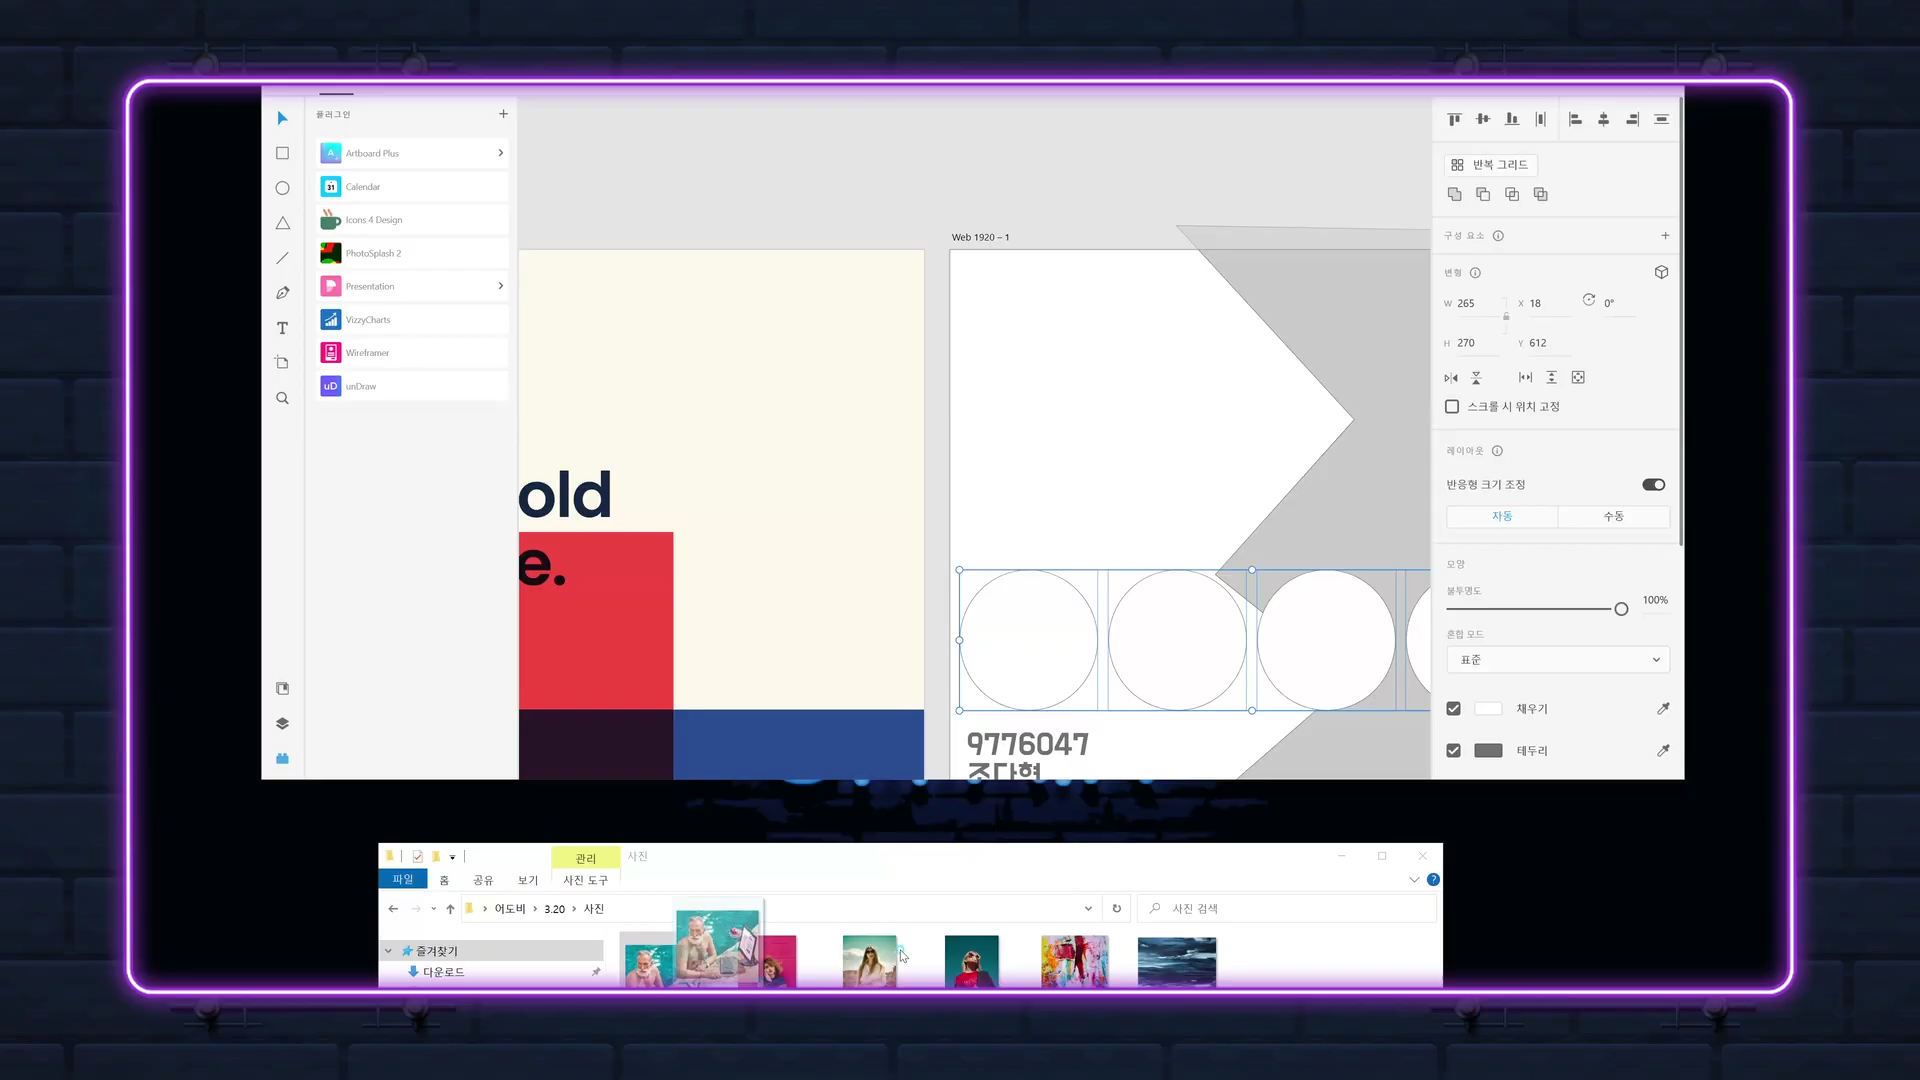 플러그인
Artboard Plus
31
Calendar
Icons 4 Design
PhotoSplash 2
Presentation
VizzyCharts
Wireframer
uD
unDraw
old
e.
Web 1920 – 1
9776047
조다형
반복 그리드
구성 요소
변형
W 265 X 18 0°
H 270 Y 612
스크롤 시 위치 고정
레이아웃
반응형 크기 조정
자동 수동
모양
불투명도
100%
혼합 모드
표준
채우기
테두리
관리 사진
파일 홈 공유 보기 사진 도구
어도비 3.20 사진
사진 검색
즐겨찾기
다운로드